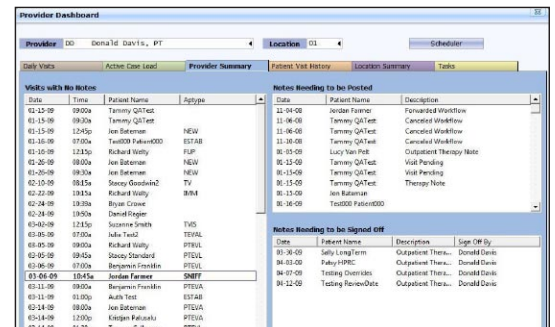 Provider Dashboard
Provider DD Donald Davis, PT Location 01 Scheduler
Daily Visits Active Case Load Provider Summary Patient Visit History Location Summary Tasks
Visits with No Notes
Date Time Patient Name Aptype
01-15-09 09:00a Tammy QATest
01-15-09 09:30a Tammy QATest
01-15-09 12:45p Jon Bateman NEW
01-16-09 07:00a Test000 Patient000 ESTAB
01-16-09 12:15p Richard Welty FUP
01-26-09 08:00a Jon Bateman NEW
01-26-09 09:30a Jon Bateman NEW
02-10-09 08:15a Stacey Goodwin2 TV
02-22-09 10:15a Richard Welty IMM
02-24-09 10:39a Bryan Crowe
02-24-09 10:50a Daniel Regier
03-02-09 12:15p Suzanne Smith TVIS
03-05-09 07:00a Julie Test2 TEVAL
03-05-09 09:00a Richard Welty PTEVL
03-05-09 09:45a Stacey Standard PTEVL
03-06-09 07:00a Benjamin Franklin PTEVL
03-06-09 10:45a Jordan Farmer SNIFF
03-11-09 09:00a Benjamin Franklin PTEVA
03-11-09 01:00p Auth Test ESTAB
03-14-09 08:00a Jon Bateman PTEVA
03-14-09 12:00p Kristjan Palusalu PTEVA
Notes Needing to be Posted
Date Patient Name Description
11-04-08 Jordan Farmer Forwarded Workflow
11-06-08 Tammy QATest Canceled Workflow
11-06-08 Tammy QATest Canceled Workflow
11-10-08 Tammy QATest Canceled Workflow
01-05-09 Lucy Van Pelt Outpatient Therapy Note
01-15-09 Tammy QATest Visit Pending
01-15-09 Tammy QATest Visit Pending
01-15-09 Tammy QATest Therapy Note
01-15-09 Jon Bateman
01-16-09 Test000 Patient000
Notes Needing to be Signed Off
Date Patient Name Description Sign Off By
03-30-09 Sally LongTerm Outpatient Thera... Donald Davis
04-03-09 Patsy HPRC Outpatient Thera... Donald Davis
04-07-09 Testing Overrides Outpatient Thera... Donald Davis
04-12-09 Testing ReviewDate Outpatient Thera... Donald Davis